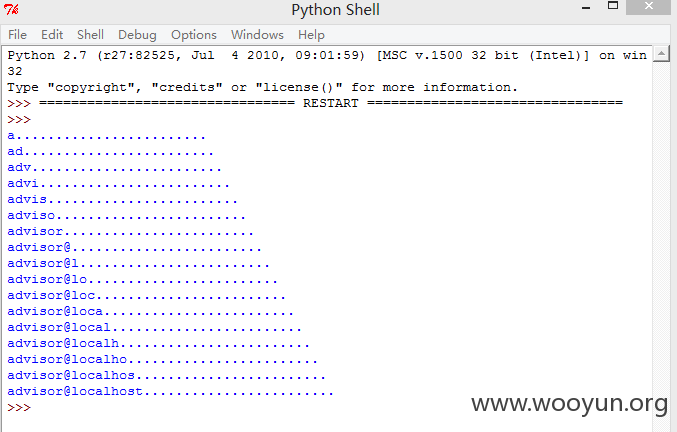 Python Shell
File Edit Shell Debug Options Windows Help
Python 2.7 (r27:82525, Jul  4 2010, 09:01:59) [MSC v.1500 32 bit (Intel)] on win
32
Type "copyright", "credits" or "license()" for more information.
>>> ================================ RESTART ================================
>>>
a........................
ad........................
adv........................
advi........................
advis........................
adviso........................
advisor........................
advisor@........................
advisor@l........................
advisor@lo........................
advisor@loc........................
advisor@loca........................
advisor@local........................
advisor@localh........................
advisor@localho........................
advisor@localhos........................
advisor@localhost........................
>>>
www.wooyun.org